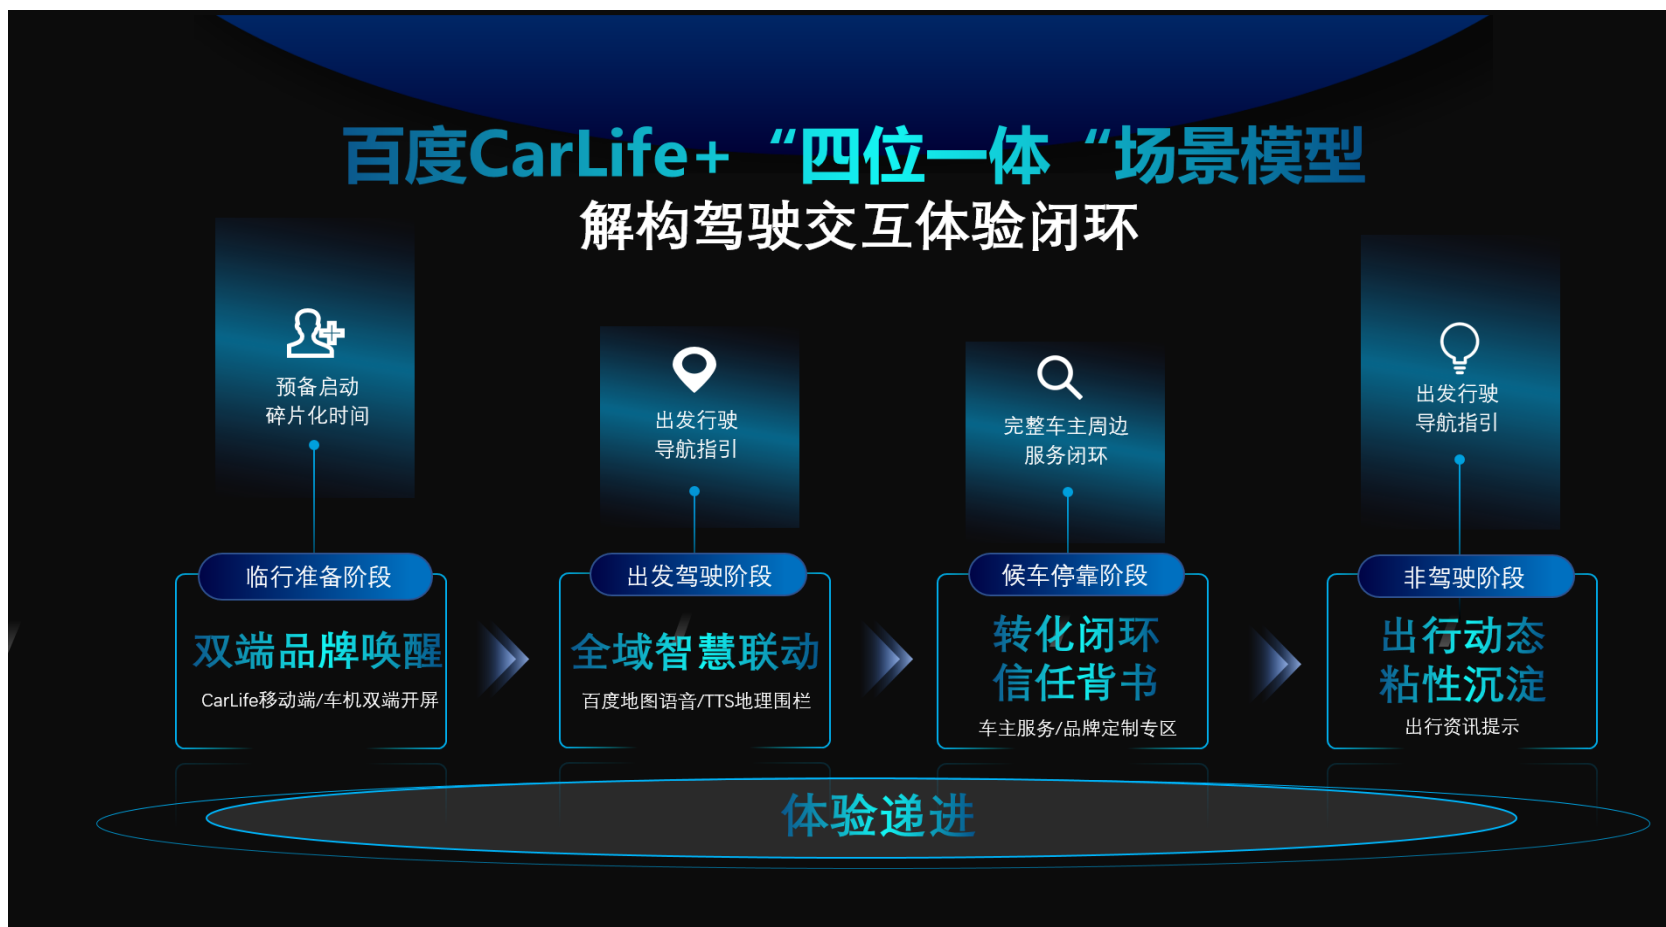 百度CarLife+ “四位一体“场景模型
解构驾驶交互体验闭环
预备启动
碎片化时间
临行准备阶段
双端品牌唤醒
CarLife移动端/车机双端开屏
出发行驶
导航指引
出发驾驶阶段
全域智慧联动
百度地图语音/TTS地理围栏
完整车主周边
服务闭环
候车停靠阶段
转化闭环
信任背书
车主服务/品牌定制专区
出发行驶
导航指引
非驾驶阶段
出行动态
粘性沉淀
出行资讯提示
体验递进